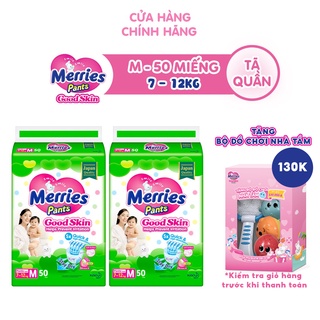 CỬA HÀNG
CHÍNH HÃNG
Merries
Pants
Good Skin
M - 50 MIẾNG
7 - 12KG
TÃ
QUẦN
TẶNG
BỘ ĐỒ CHƠI NHÀ TẮM
130K
Merries
Pants
Good Skin
M 50
Merries
Pants
Good Skin
M 50
*Kiểm tra giỏ hàng
trước khi thanh toán